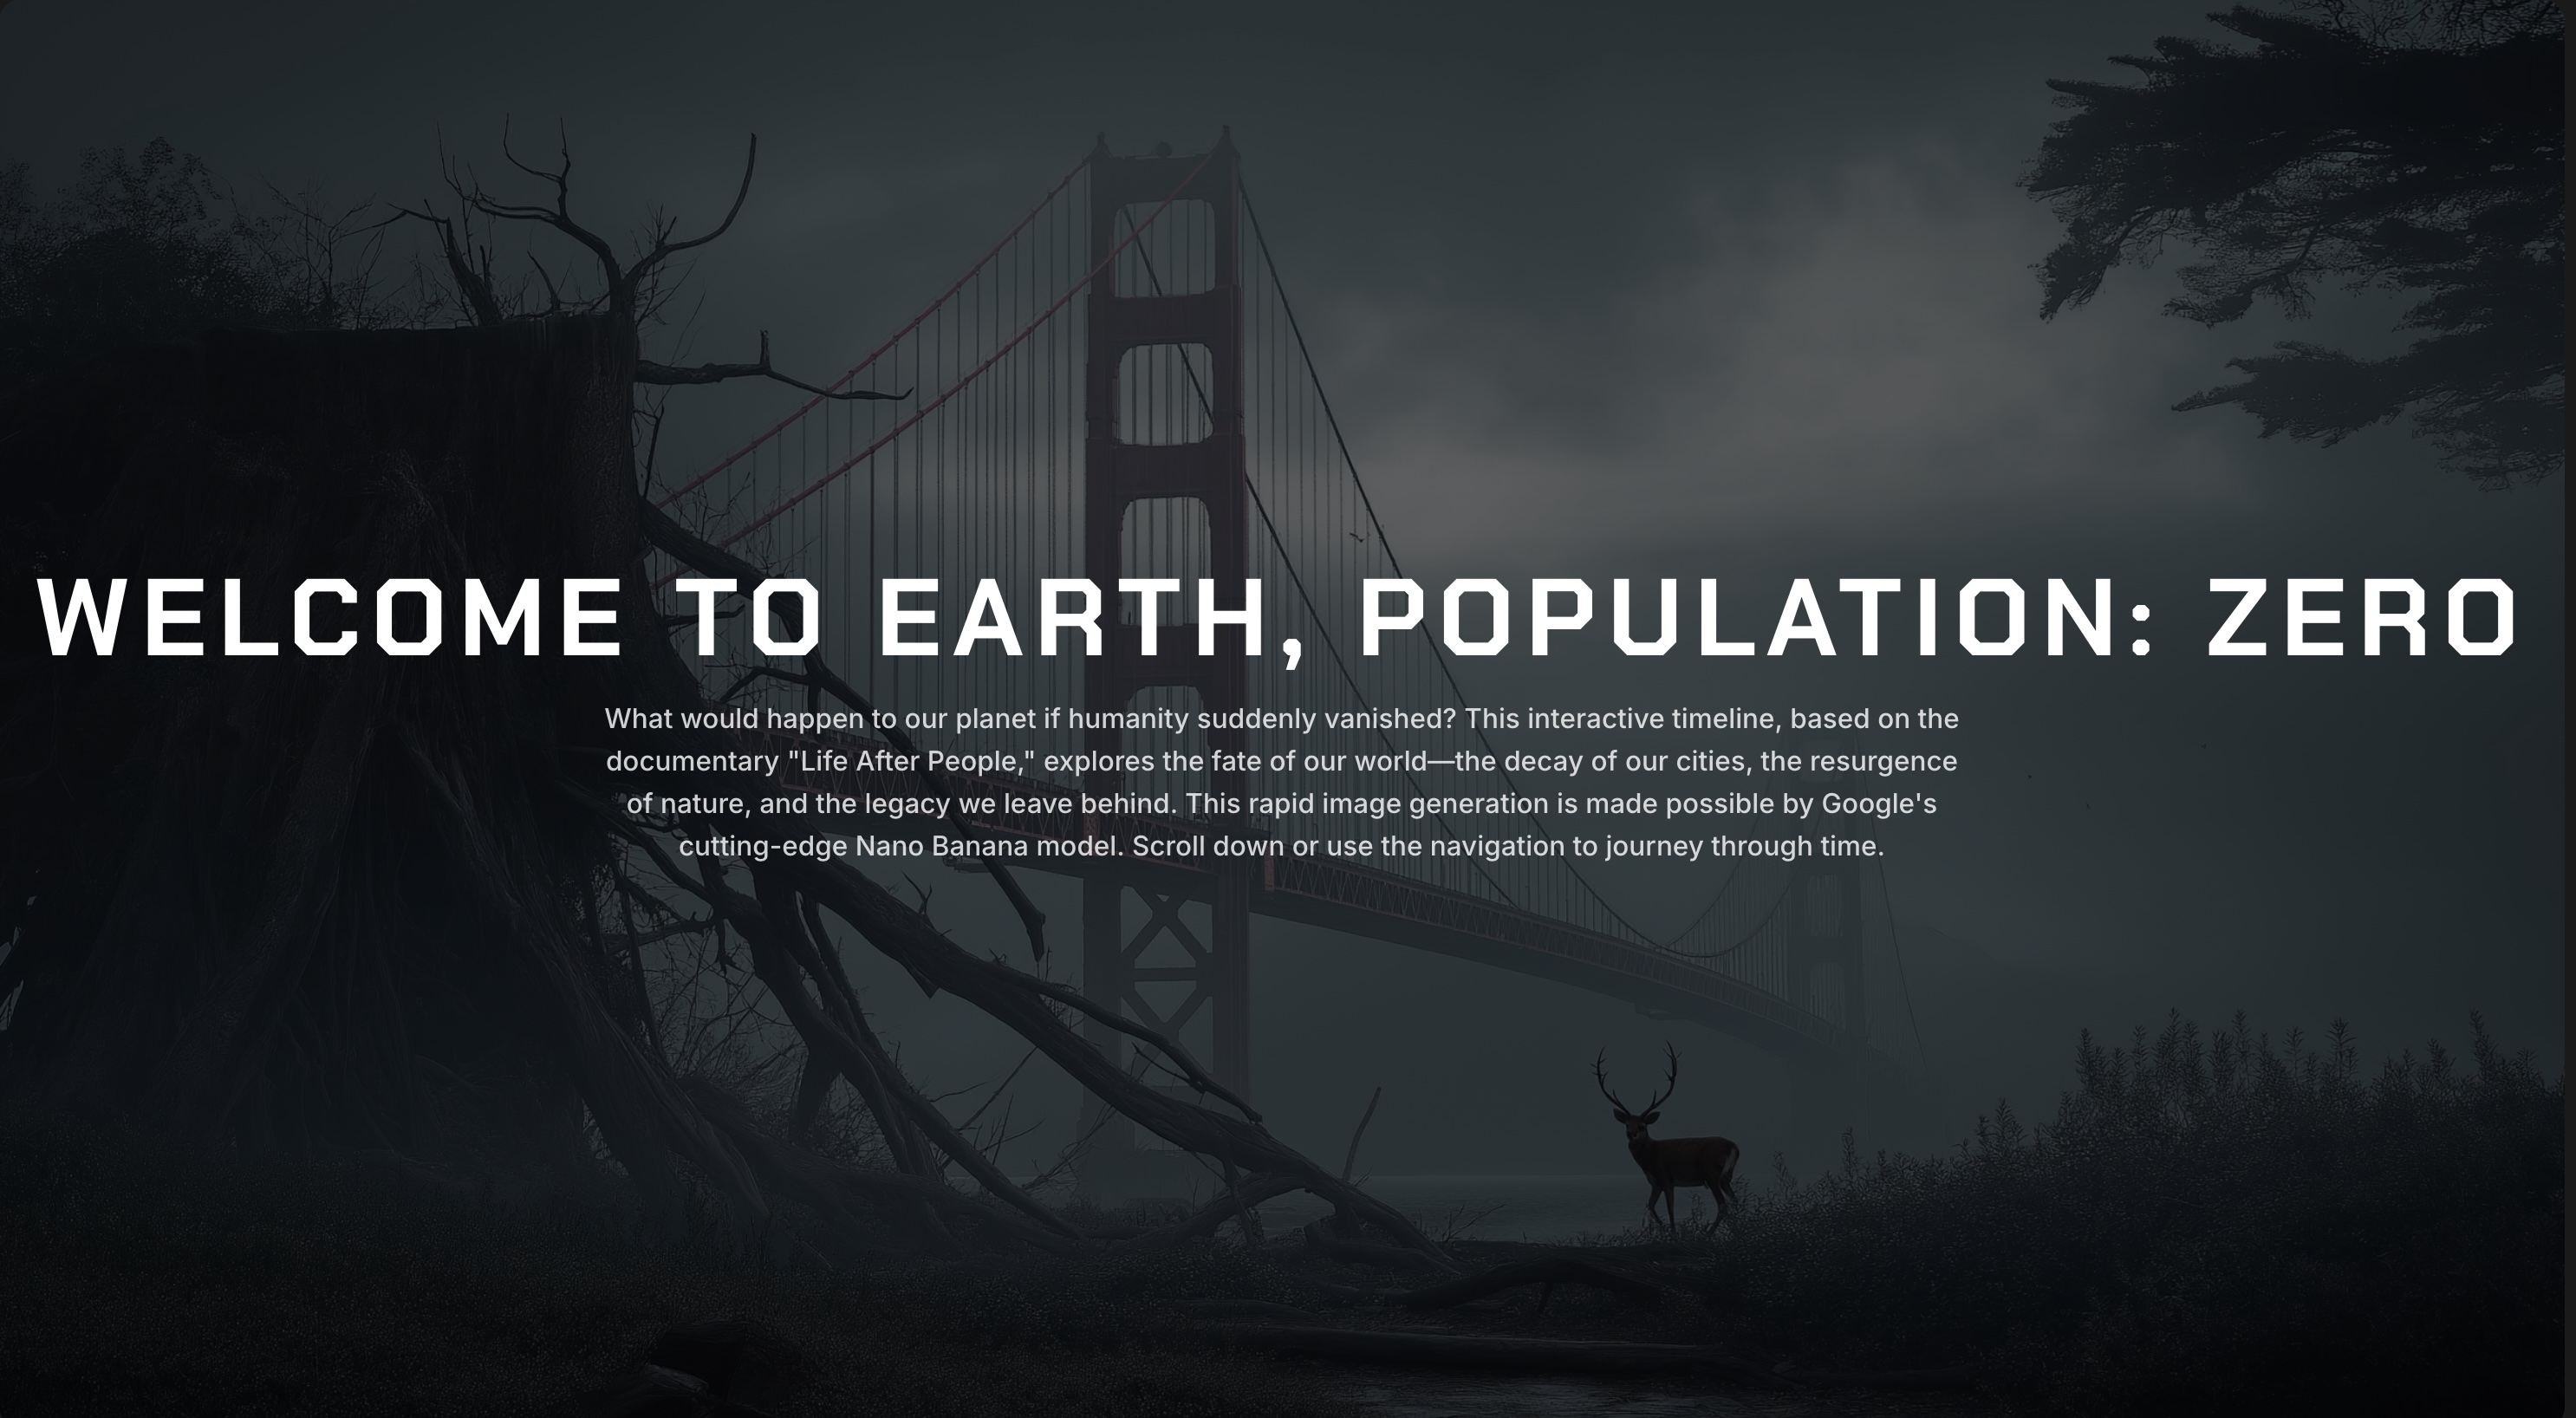 WELCOME TO EARTH, POPULATION: ZERO
What would happen to our planet if humanity suddenly vanished? This interactive timeline, based on the
documentary "Life After People," explores the fate of our world—the decay of our cities, the resurgence
of nature, and the legacy we leave behind. This rapid image generation is made possible by Google's
cutting-edge Nano Banana model. Scroll down or use the navigation to journey through time.